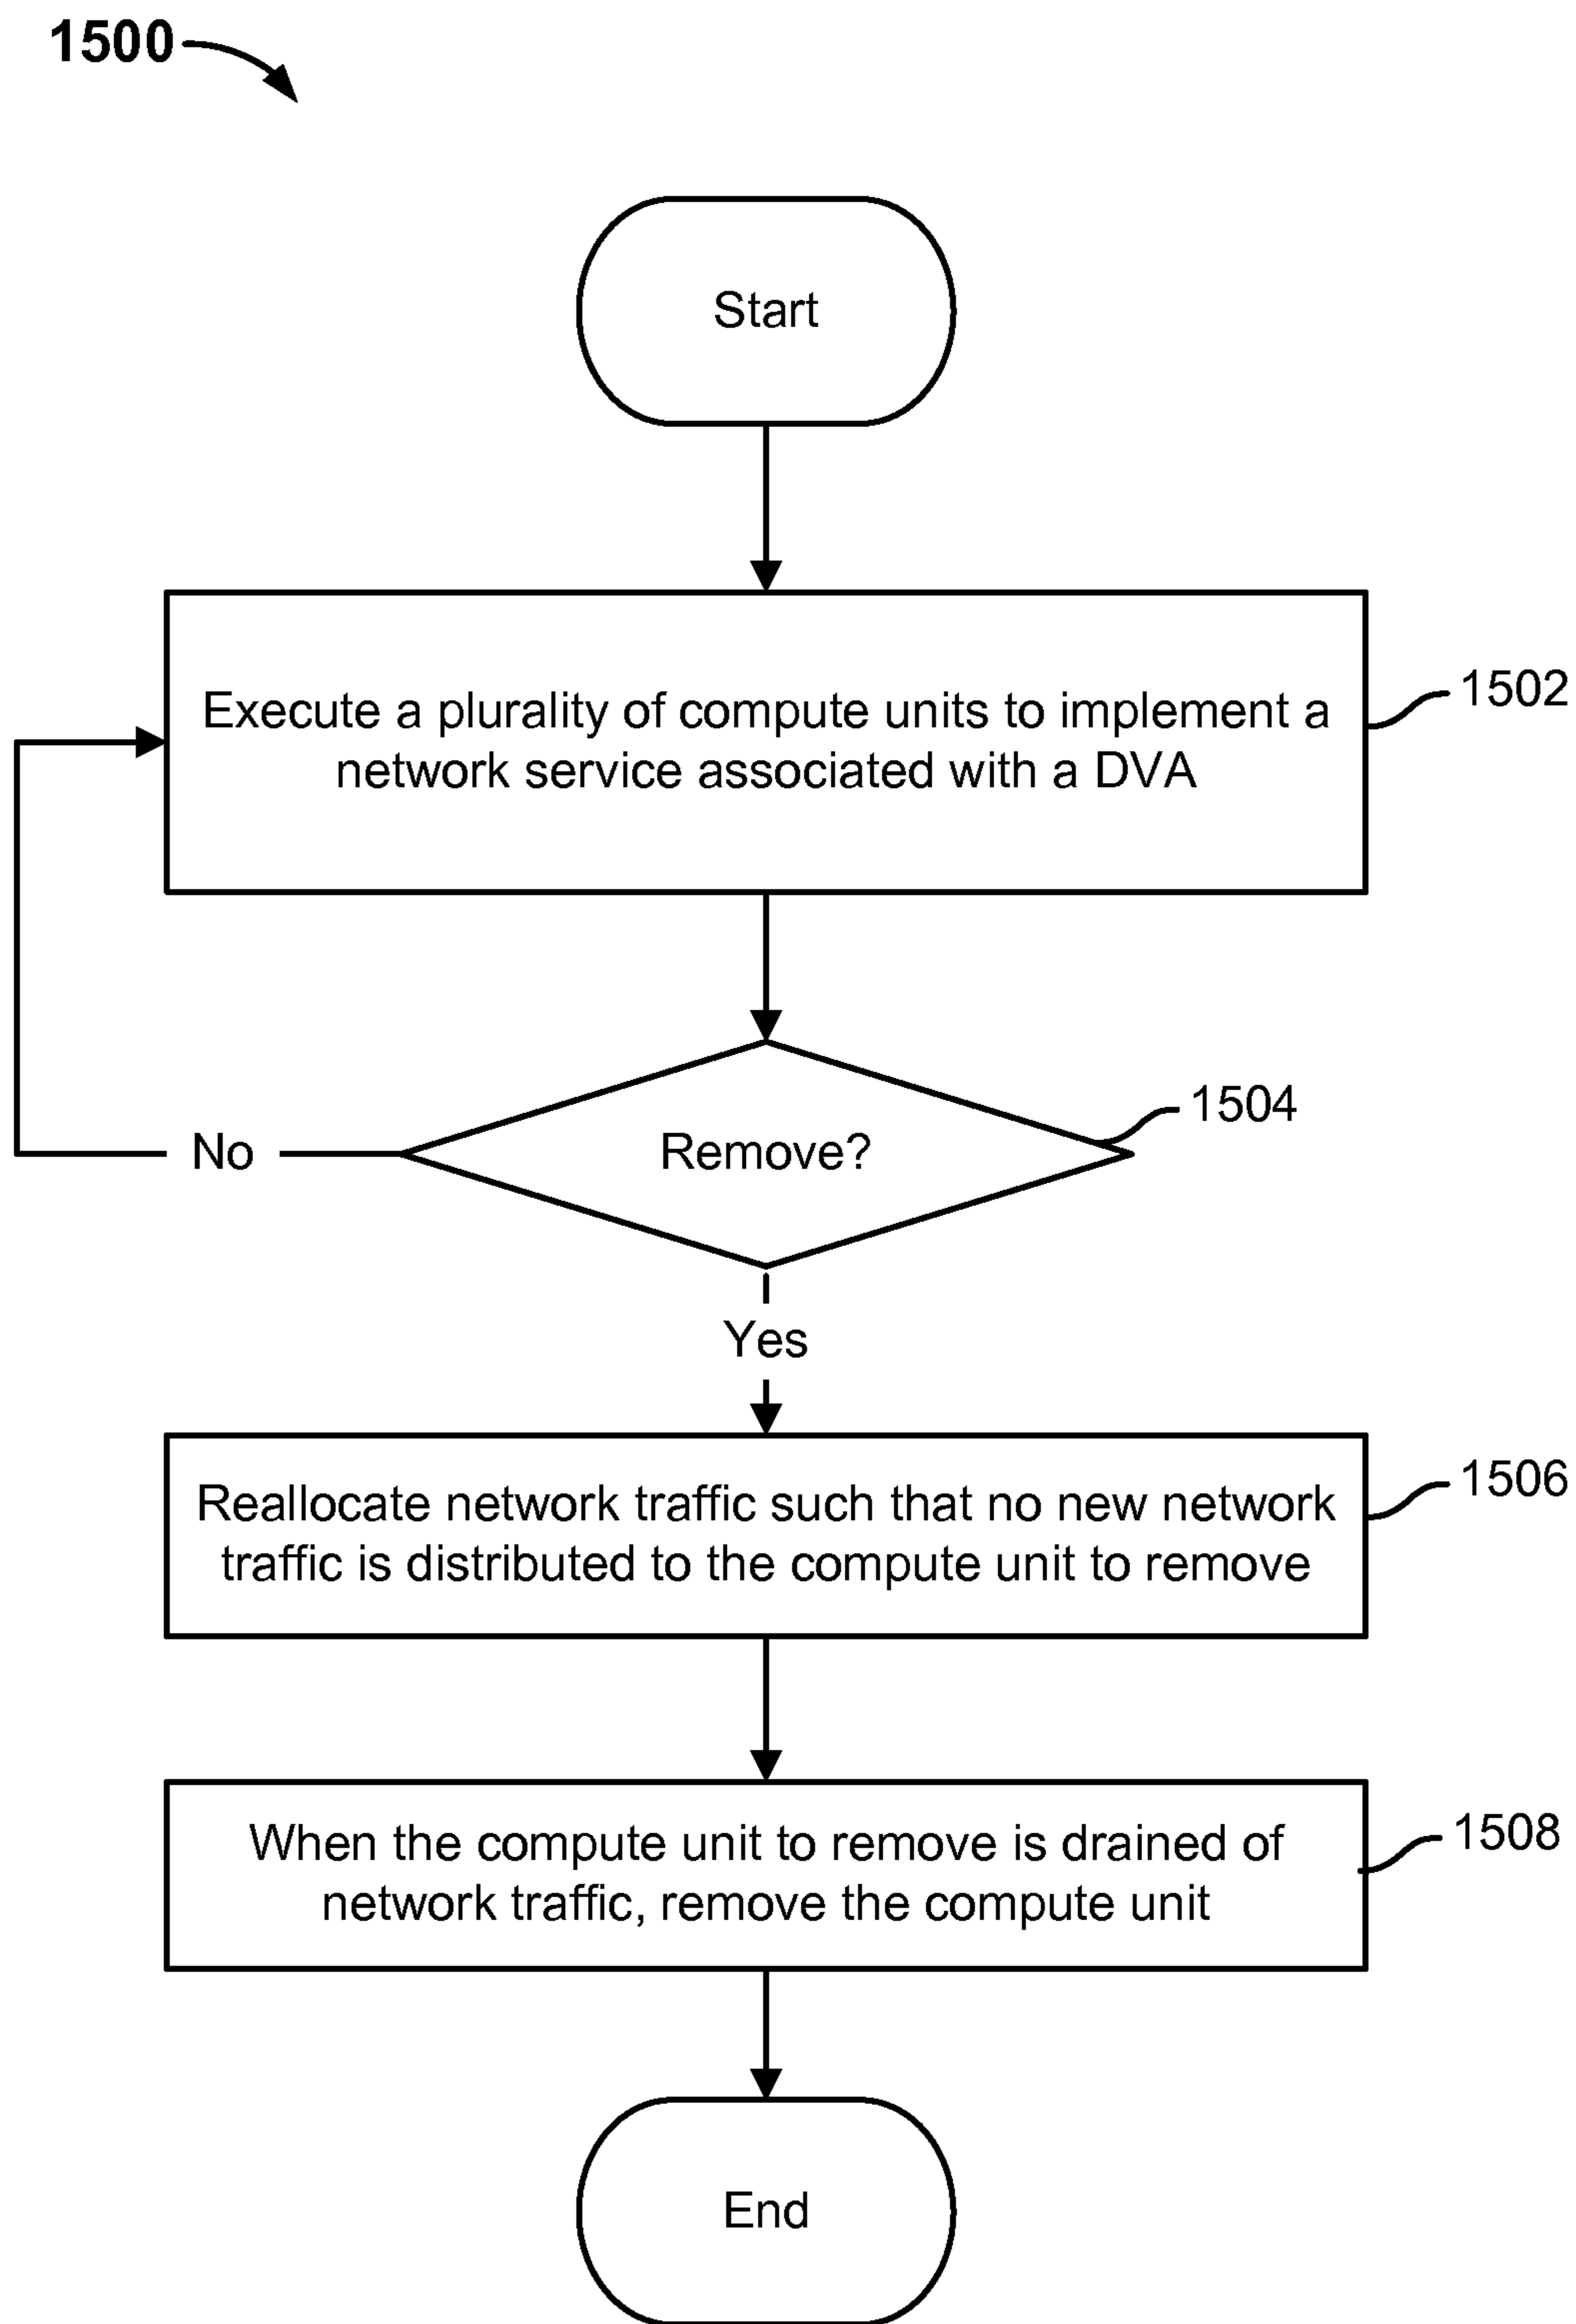 1500
Start
Execute a plurality of compute units to implement a
network service associated with a DVA
1502
Remove?
1504
No
Yes
Reallocate network traffic such that no new network
traffic is distributed to the compute unit to remove
1506
When the compute unit to remove is drained of
network traffic, remove the compute unit
1508
End